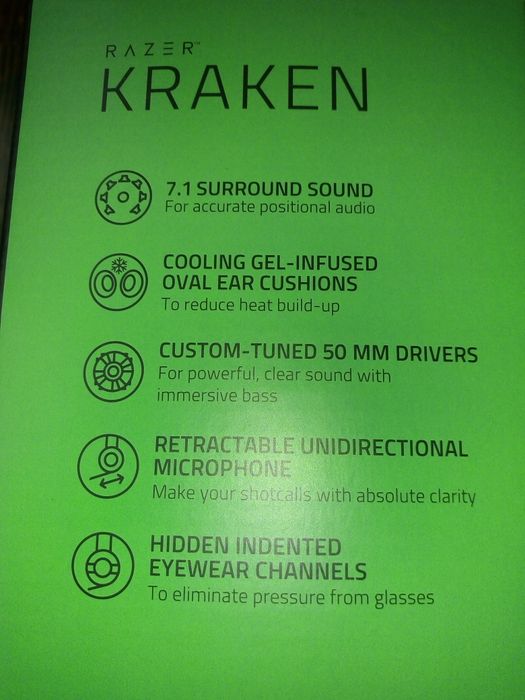 RAZER™
KRAKEN
7.1 SURROUND SOUND
For accurate positional audio
COOLING GEL-INFUSED
OVAL EAR CUSHIONS
To reduce heat build-up
CUSTOM-TUNED 50 MM DRIVERS
For powerful, clear sound with
immersive bass
RETRACTABLE UNIDIRECTIONAL
MICROPHONE
Make your shotcalls with absolute clarity
HIDDEN INDENTED
EYEWEAR CHANNELS
To eliminate pressure from glasses